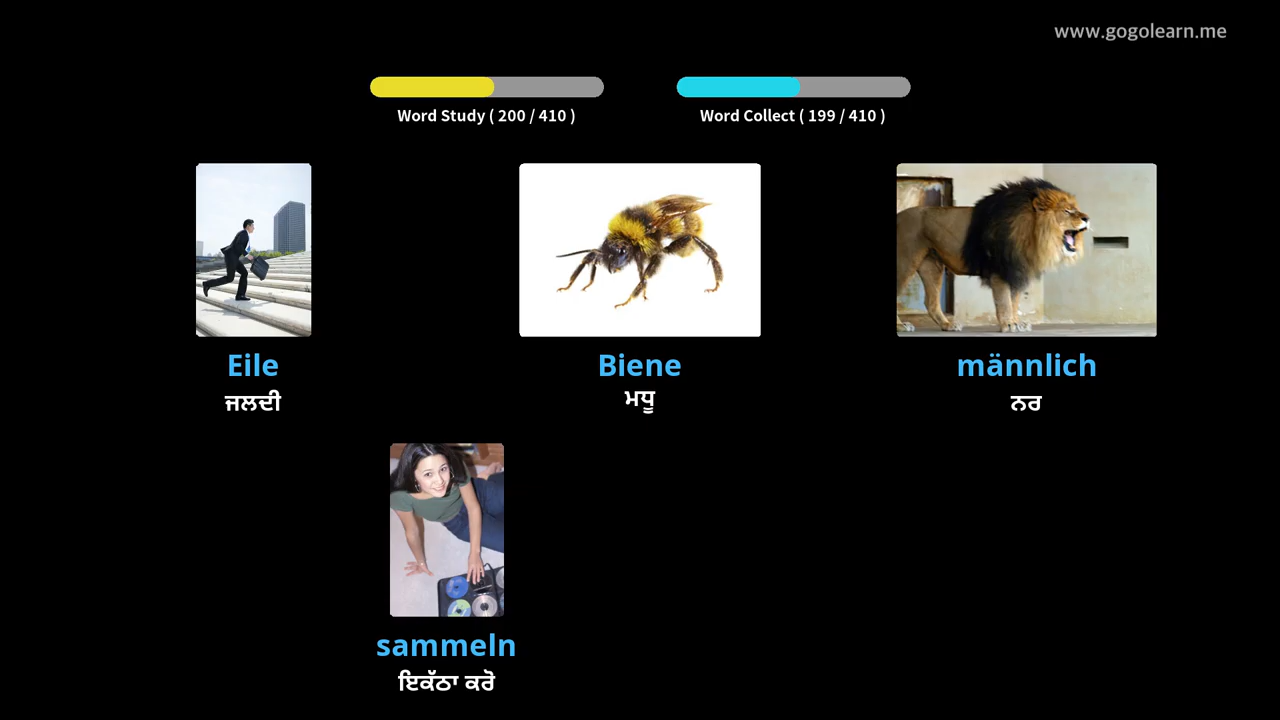 www.gogolearn.me
Word Study ( 200 / 410 )
Word Collect ( 199 / 410 )
Eile
ਜਲਦੀ
Biene
ਮਧੂ
männlich
ਨਰ
sammeln
ਇਕੱਠਾ ਕਰੋ